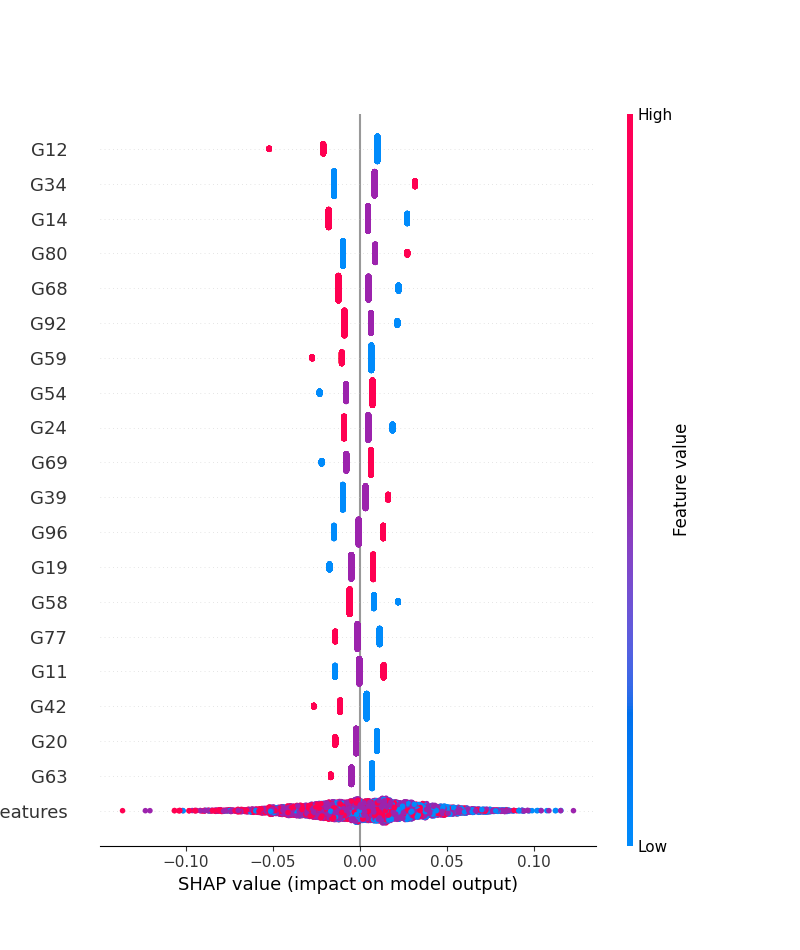 High
G12
G34
G14
G80
G68
G92
G59
G54
G24
G69
G39
G96
G19
G58
G77
G11
G42
G20
G63
eatures
Feature value
Low
−0.10 −0.05 0.00 0.05 0.10
SHAP value (impact on model output)